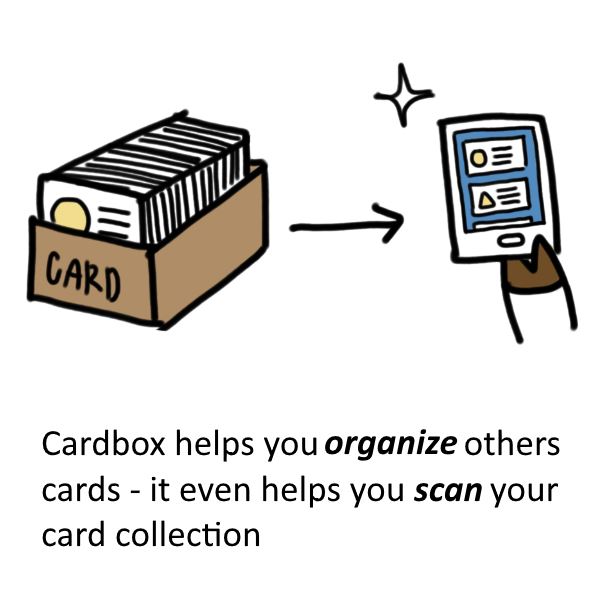 CARD
Cardbox helps you organize others
cards - it even helps you scan your
card collection